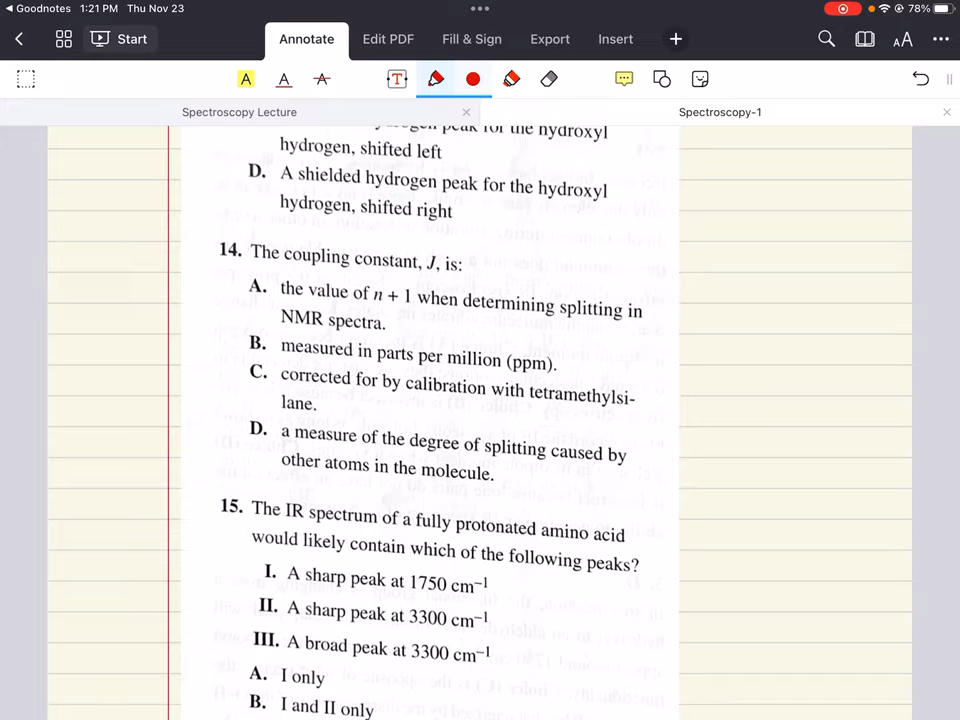 Goodnotes 1:21 PM Thu Nov 23
78%
Start
Annotate Edit PDF Fill & Sign Export Insert
Spectroscopy Lecture
Spectroscopy-1
peak for the hydroxyl
hydrogen, shifted left
D. A shielded hydrogen peak for the hydroxyl
hydrogen, shifted right
14. The coupling constant, J, is:
A. the value of n + 1 when determining splitting in
NMR spectra.
B. measured in parts per million (ppm).
C. corrected for by calibration with tetramethylsi-
lane.
D. a measure of the degree of splitting caused by
other atoms in the molecule.
15. The IR spectrum of a fully protonated amino acid
would likely contain which of the following peaks?
I. A sharp peak at 1750 cm⁻¹
II. A sharp peak at 3300 cm⁻¹
III. A broad peak at 3300 cm⁻¹
A. I only
B. I and II only